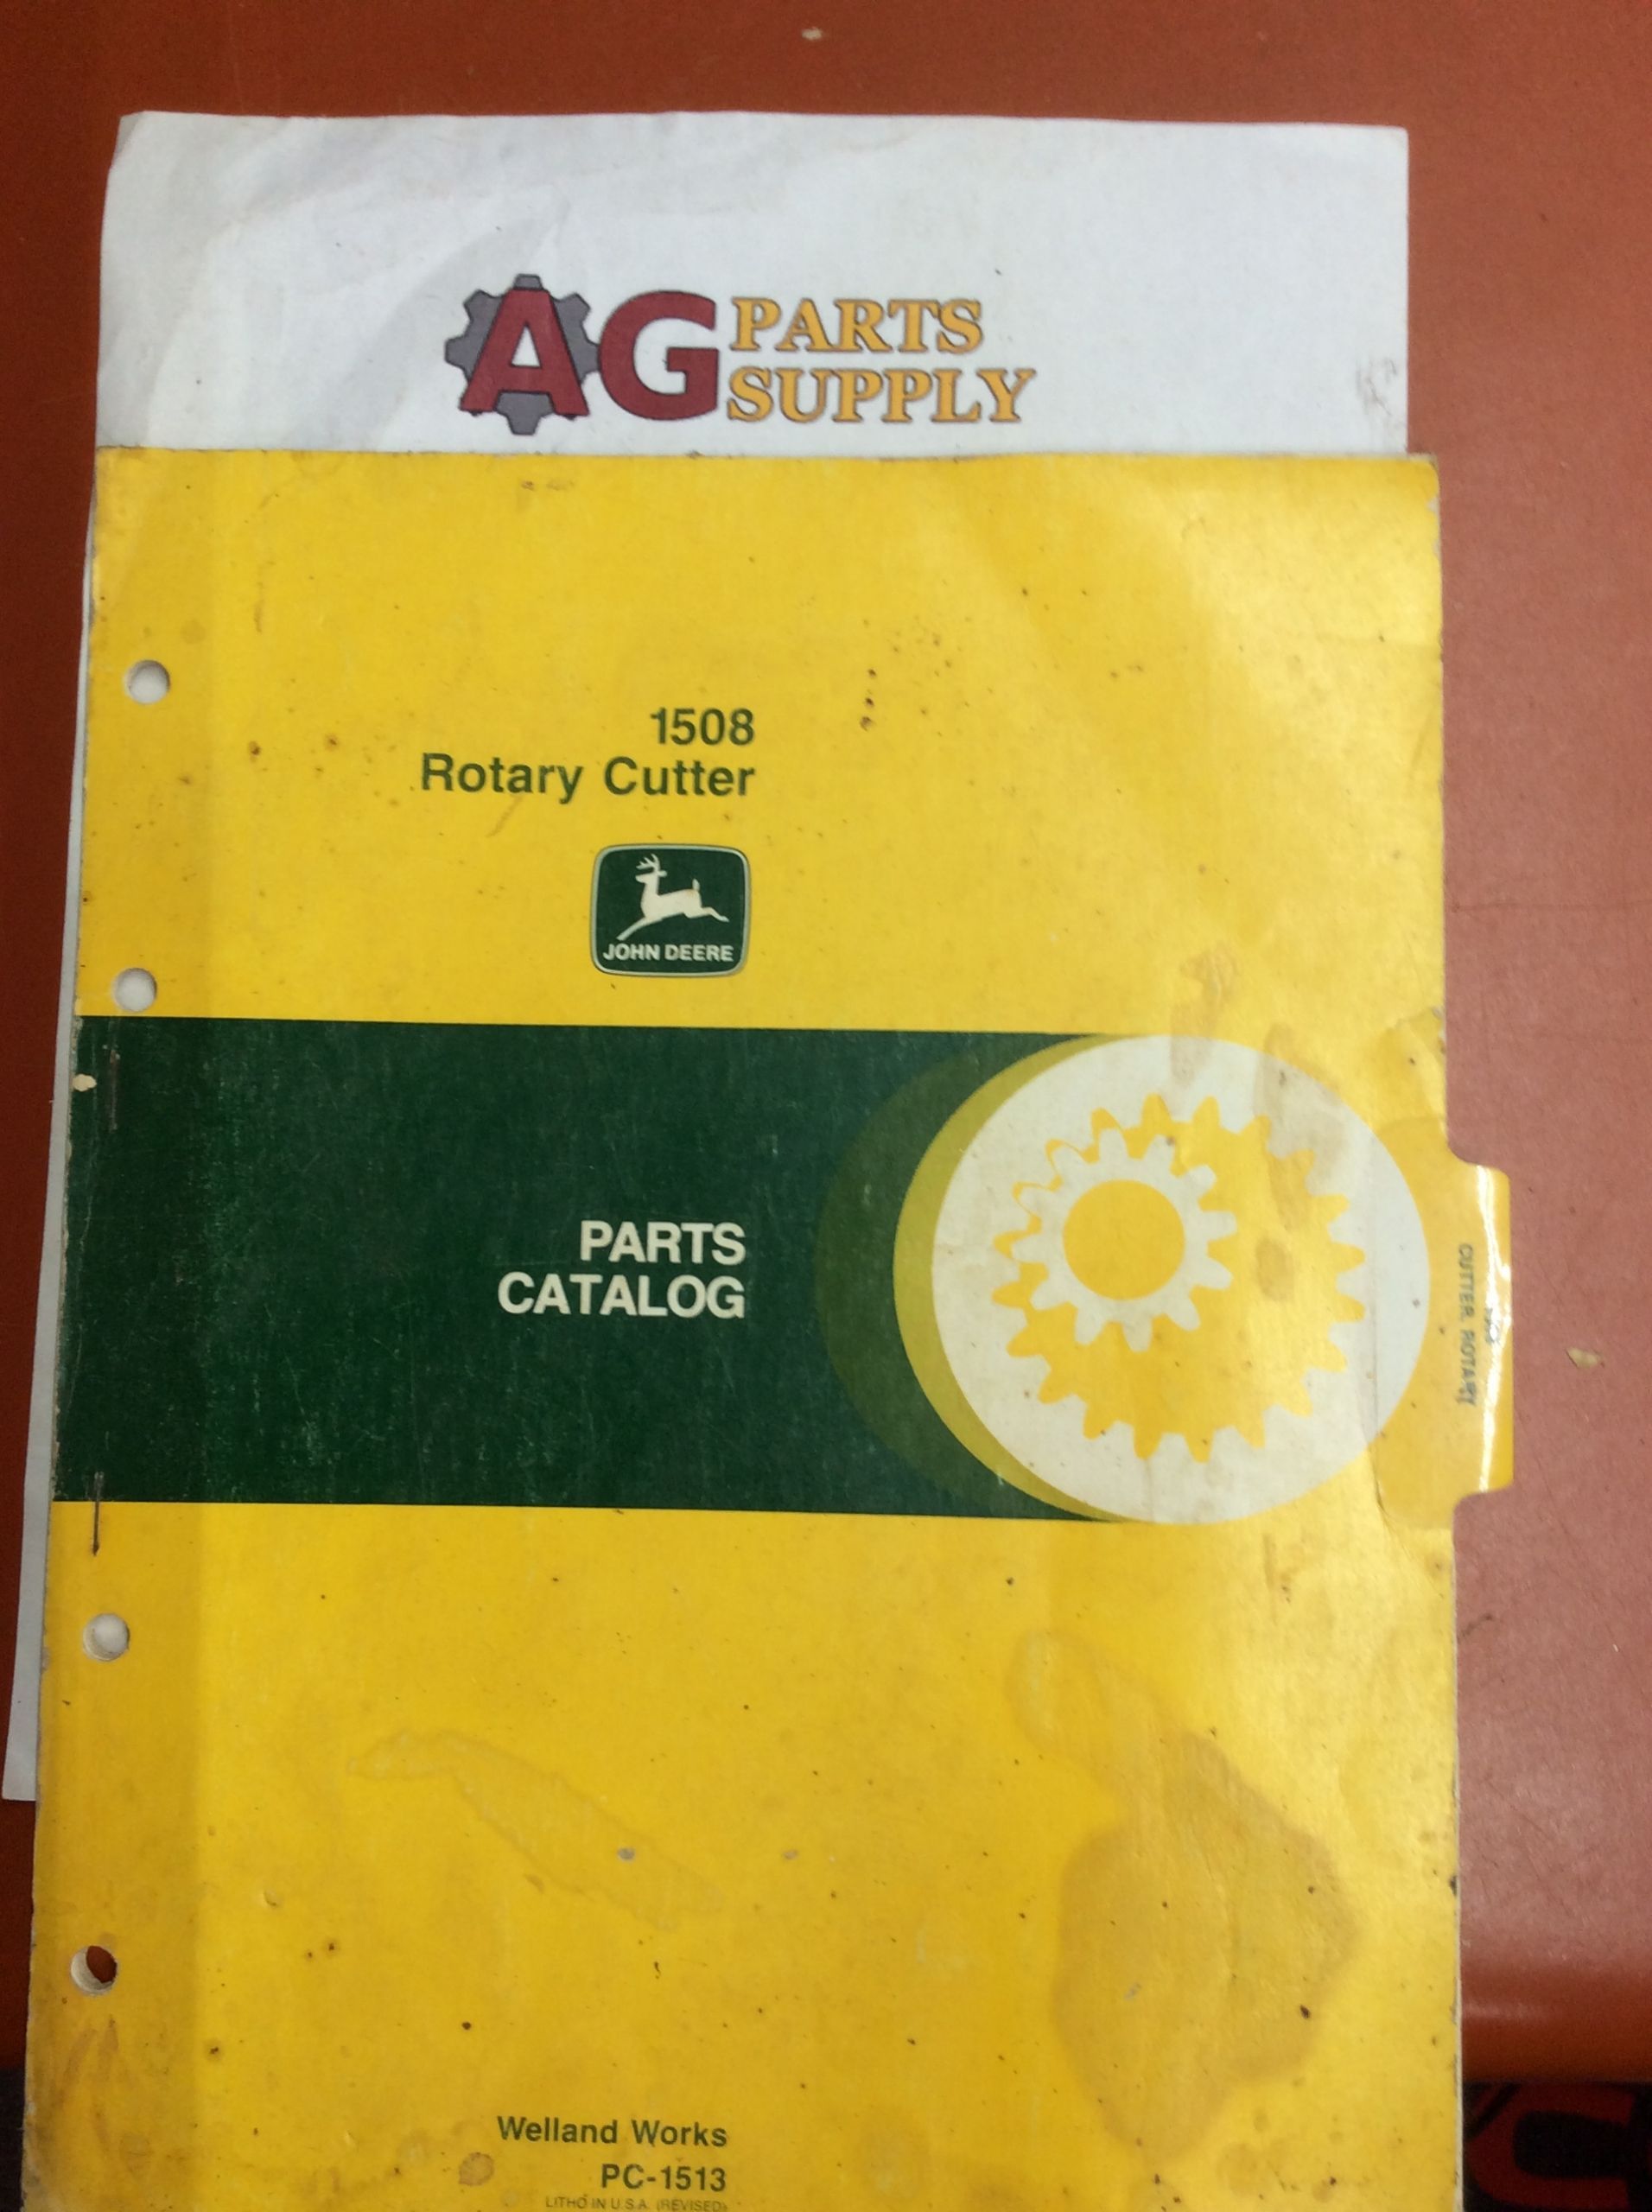 AG PARTS
SUPPLY
1508
Rotary Cutter
JOHN DEERE
PARTS
CATALOG
CUTTER, ROTARY
Welland Works
PC-1513
LITHO IN U.S.A. (REVISED)